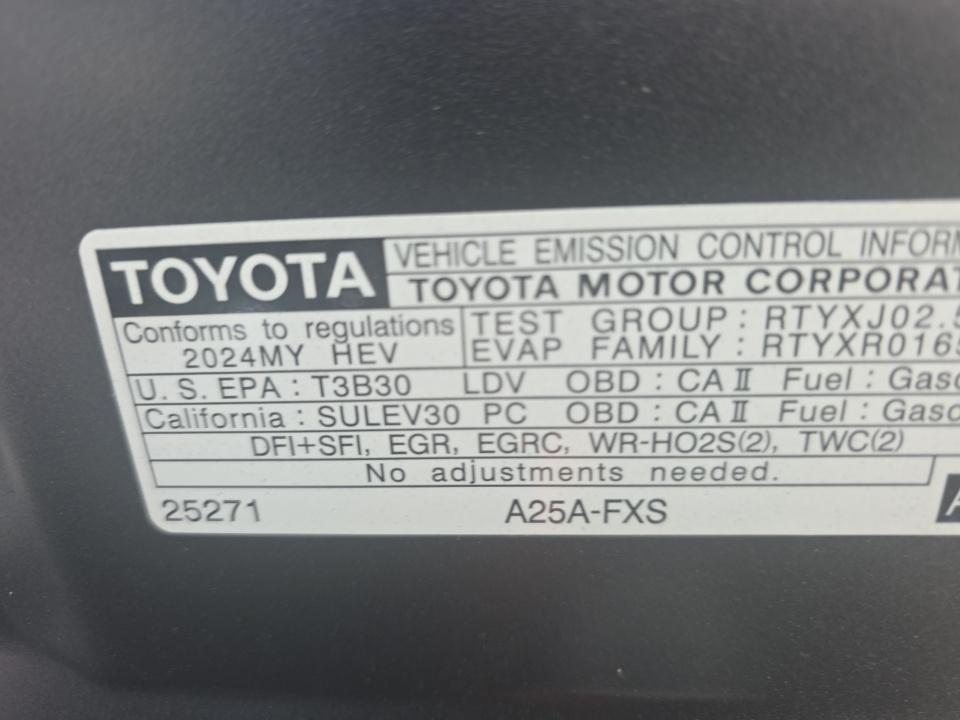 TOYOTA VEHICLE EMISSION CONTROL
TOYOTA MOTOR
Conforms to regulations
2024MY HEV
TEST GROUP : RTYXJ02.
EVAP FAMILY : RTYXR016
U.S. EPA : T3B30 LDV OBD : CA II Fuel :
California : SULEV30 PC OBD : CA II Fuel :
DFI+SFI, EGR, EGRC, WR-HO2S(2), TWC(2)
No adjustments needed.
25271 A25A-FXS